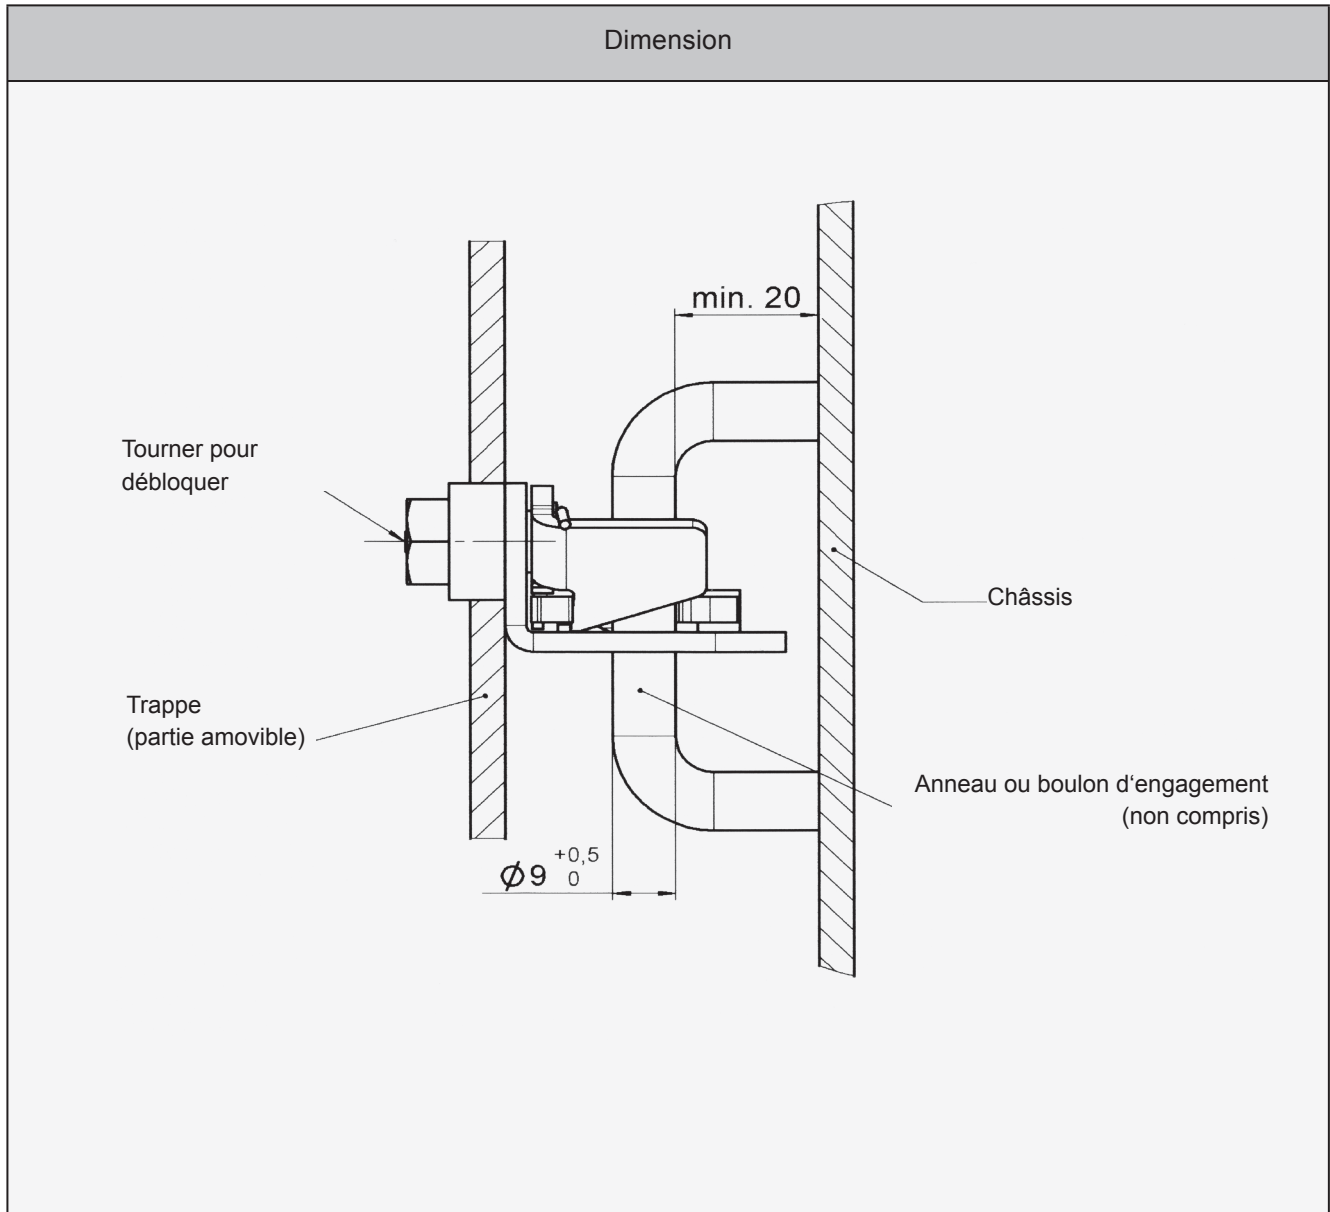 Dimension
min. 20
Tourner pour
débloquer
Châssis
Trappe
(partie amovible)
Anneau ou boulon d‘engagement
(non compris)
Ø9 +0,5
0